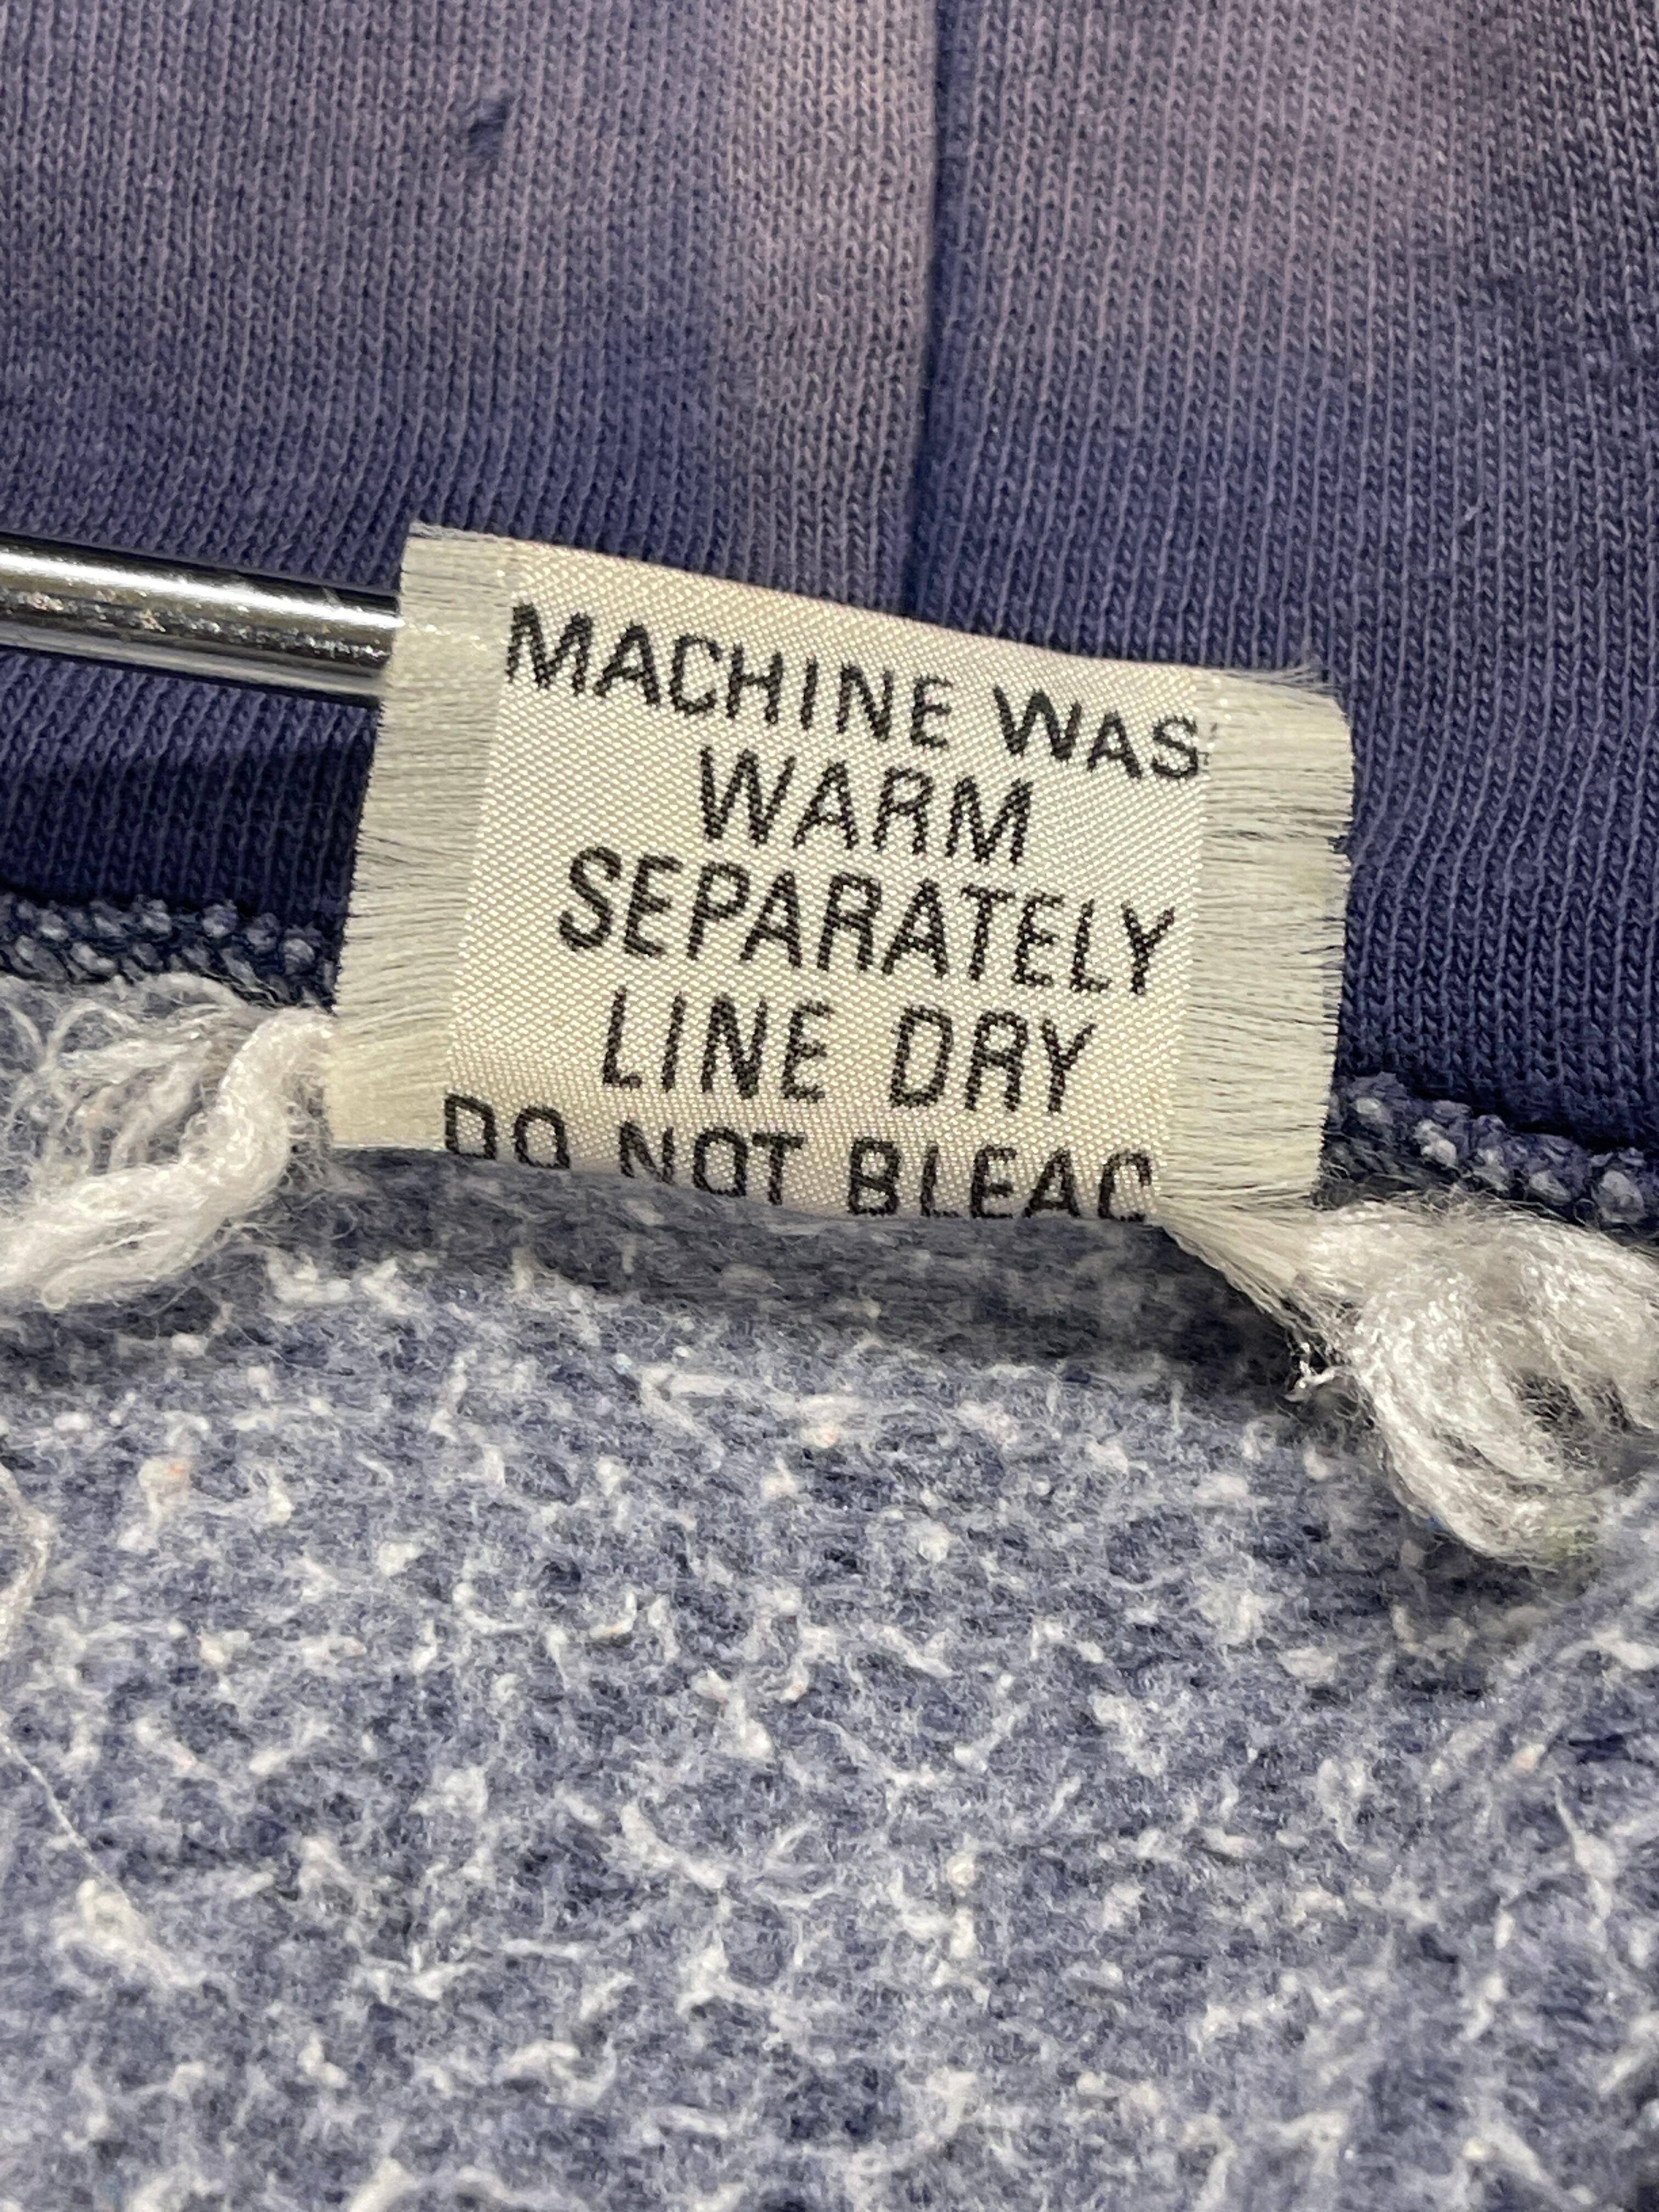 MACHINE WAS
WARM
SEPARATELY
LINE DRY
DO NOT BLEAC